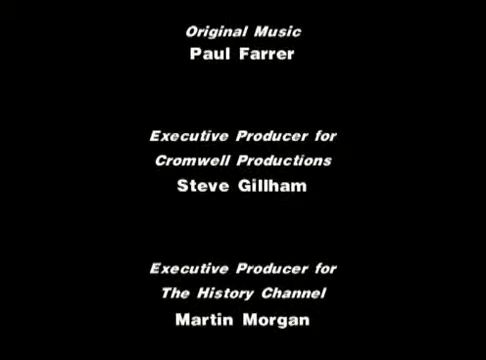 Original Music
Paul Farrer
Executive Producer for
Cromwell Productions
Steve Gillham
Executive Producer for
The History Channel
Martin Morgan